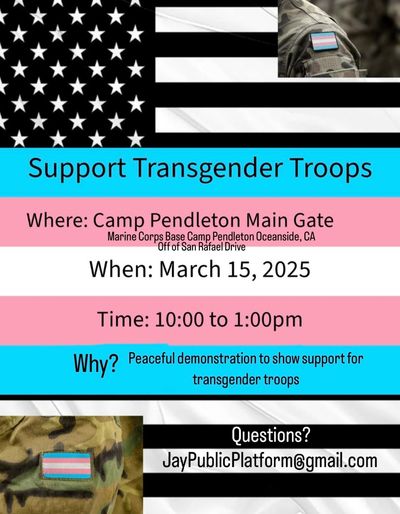 Support Transgender Troops
Where: Camp Pendleton Main Gate
Marine Corps Base Camp Pendleton Oceanside, CA
Off of San Rafael Drive
When: March 15, 2025
Time: 10:00 to 1:00pm
Why? Peaceful demonstration to show support for
transgender troops
Questions?
JayPublicPlatform@gmail.com